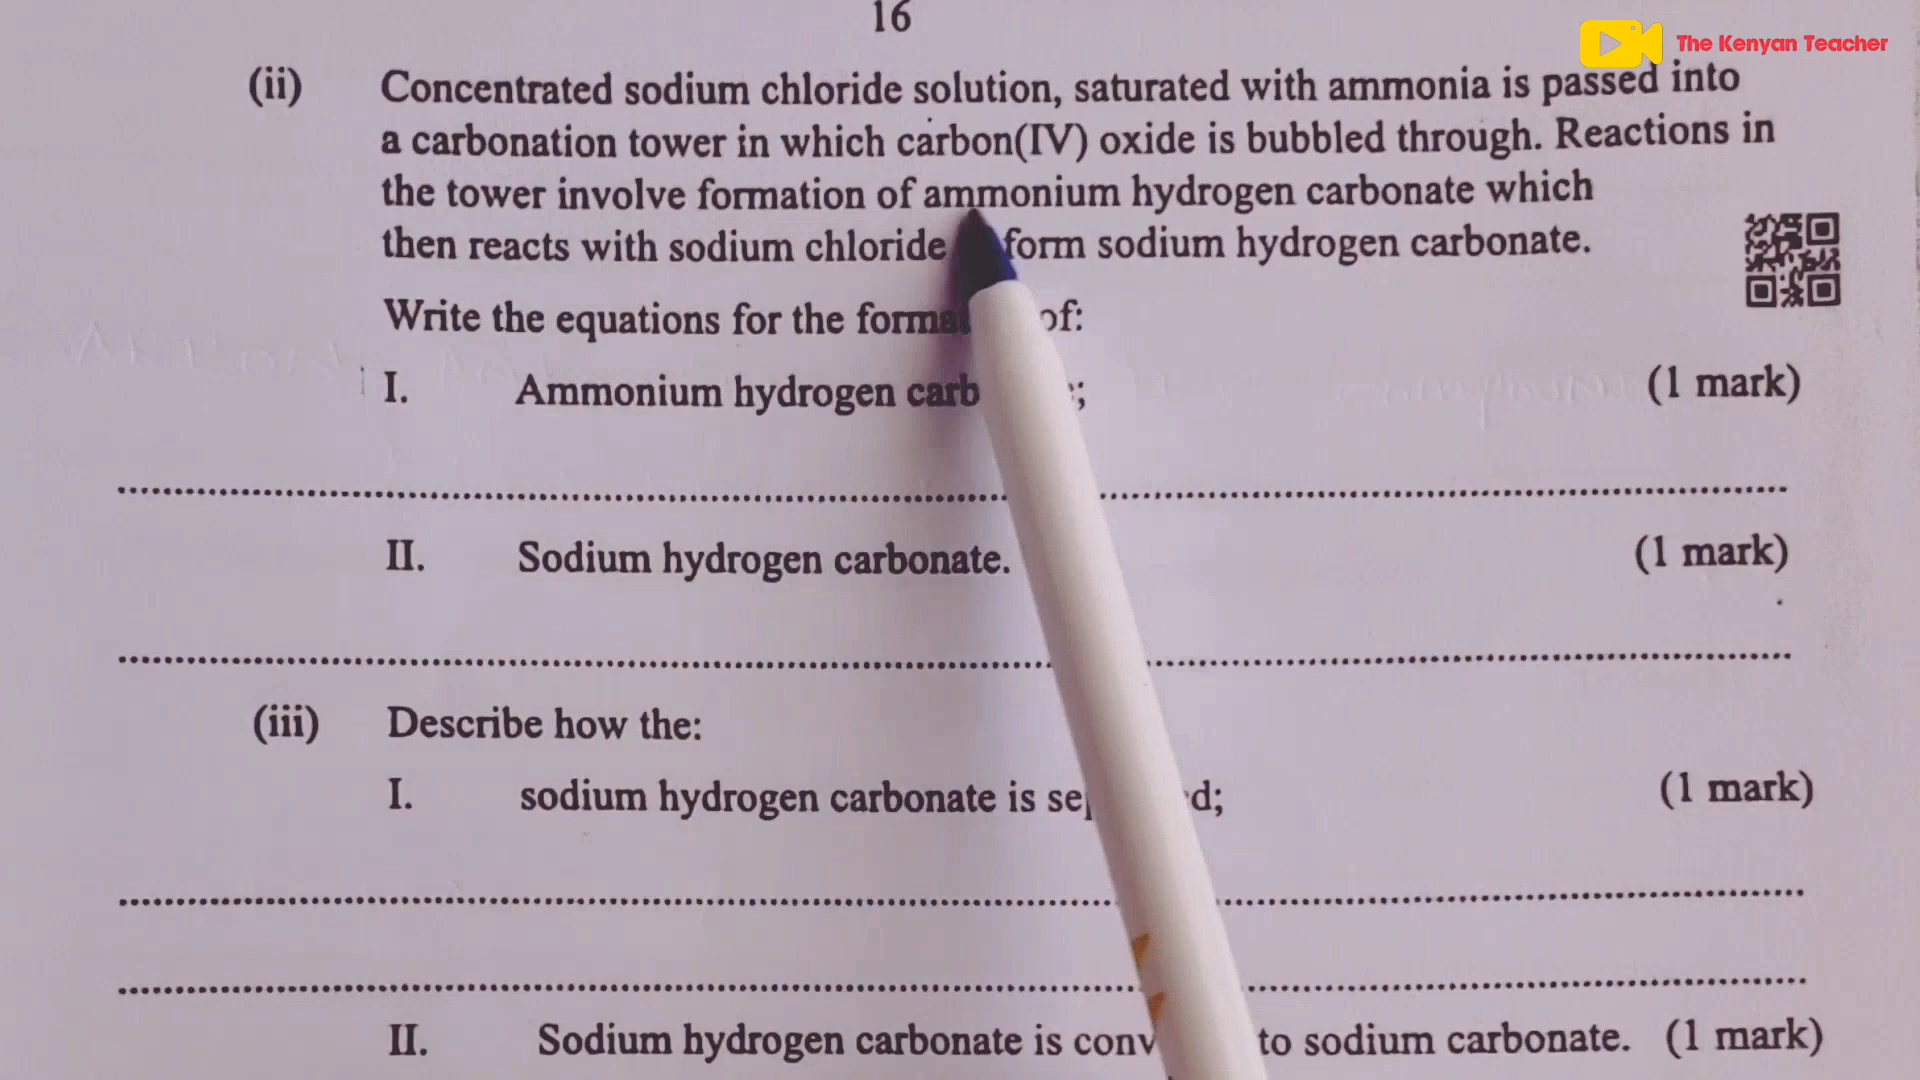 16
The Kenyan Teacher
(ii) Concentrated sodium chloride solution, saturated with ammonia is passed into
a carbonation tower in which carbon(IV) oxide is bubbled through. Reactions in
the tower involve formation of ammonium hydrogen carbonate which
then reacts with sodium chloride form sodium hydrogen carbonate.
Write the equations for the of:
I. Ammonium hydrogen (1 mark)
II. Sodium hydrogen carbonate. (1 mark)
(iii) Describe how the:
I. sodium hydrogen carbonate is (1 mark)
II. Sodium hydrogen carbonate is to sodium carbonate. (1 mark)